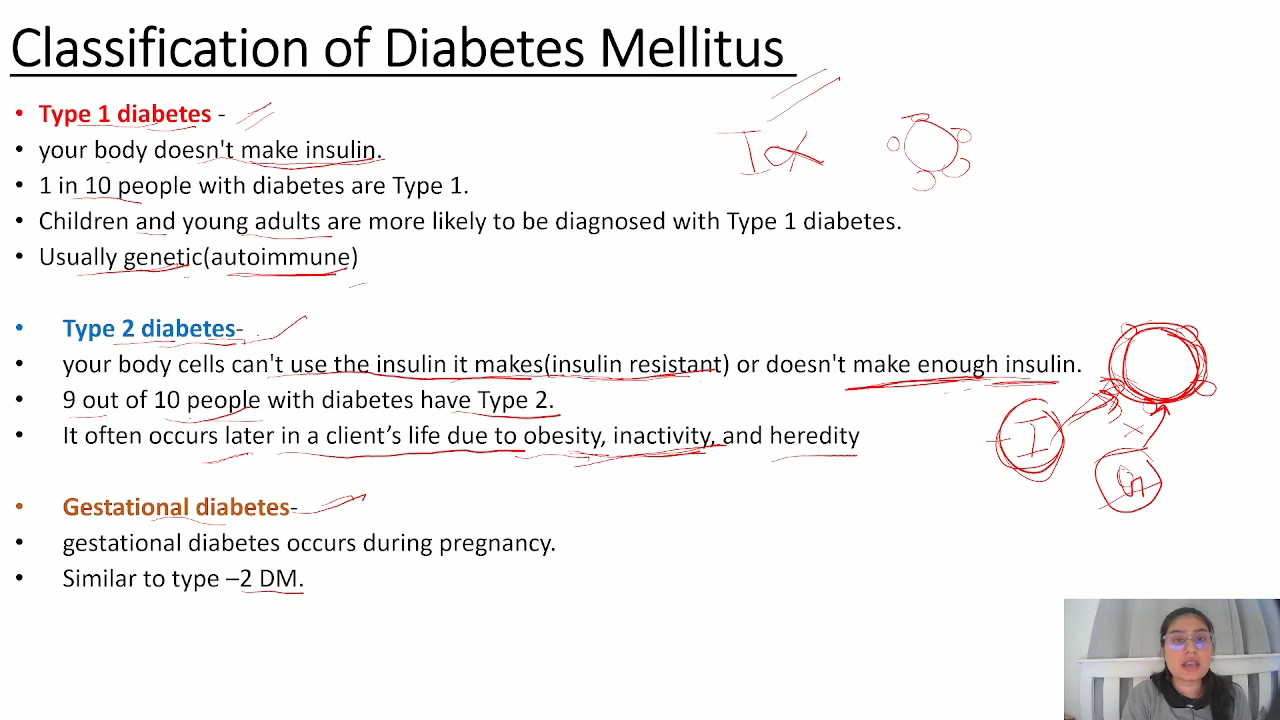 Classification of Diabetes Mellitus
• Type 1 diabetes -
• your body doesn't make insulin.
• 1 in 10 people with diabetes are Type 1.
• Children and young adults are more likely to be diagnosed with Type 1 diabetes.
• Usually genetic(autoimmune)
• Type 2 diabetes-
• your body cells can't use the insulin it makes(insulin resistant) or doesn't make enough insulin.
• 9 out of 10 people with diabetes have Type 2.
• It often occurs later in a client’s life due to obesity, inactivity, and heredity
I
G
• Gestational diabetes-
• gestational diabetes occurs during pregnancy.
• Similar to type –2 DM.